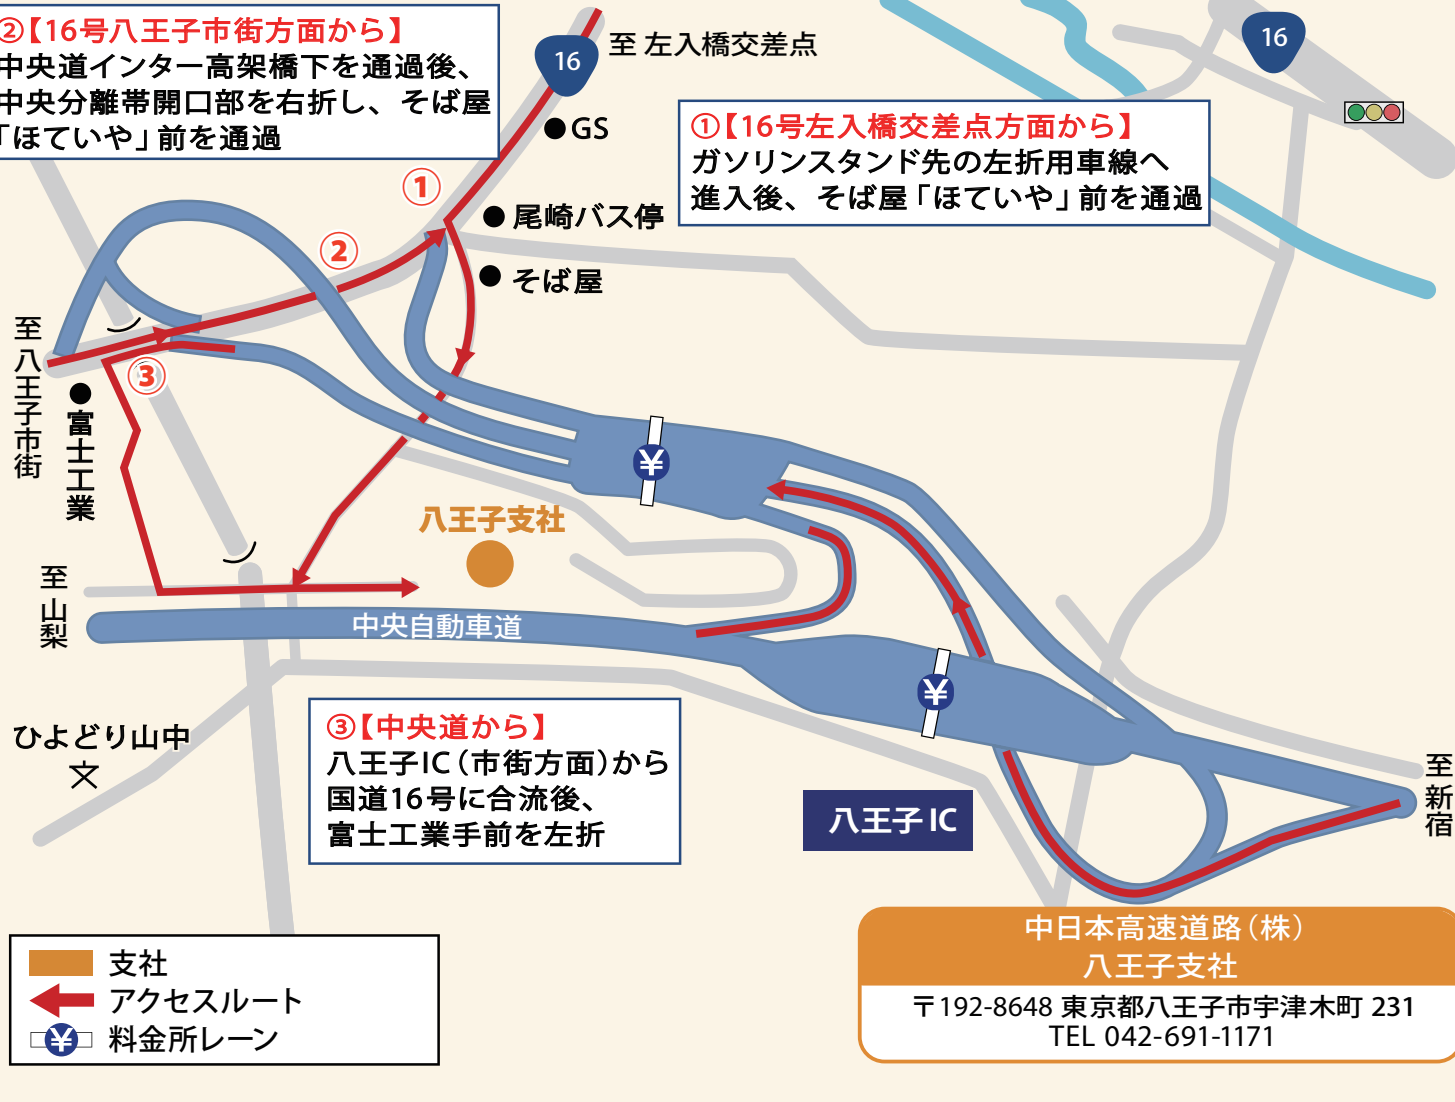 ②【16号八王子市街方面から】
中央道インター高架橋下を通過後、
中央分離帯開口部を右折し、そば屋
「ほていや」前を通過
16
至 左入橋交差点
16
GS
①【16号左入橋交差点方面から】
ガソリンスタンド先の左折用車線へ
進入後、そば屋「ほていや」前を通過
①
尾崎バス停
②
そば屋
至 八王子市街
③
富士工業
¥
八王子支社
至 山梨
中央自動車道
¥
ひよどり山中
文
③【中央道から】
八王子IC(市街方面)から
国道16号に合流後、
富士工業手前を左折
八王子 IC
至 新宿
支社
アクセスルート
¥
料金所レーン
中日本高速道路(株)
八王子支社
〒192-8648 東京都八王子市宇津木町 231
TEL 042-691-1171